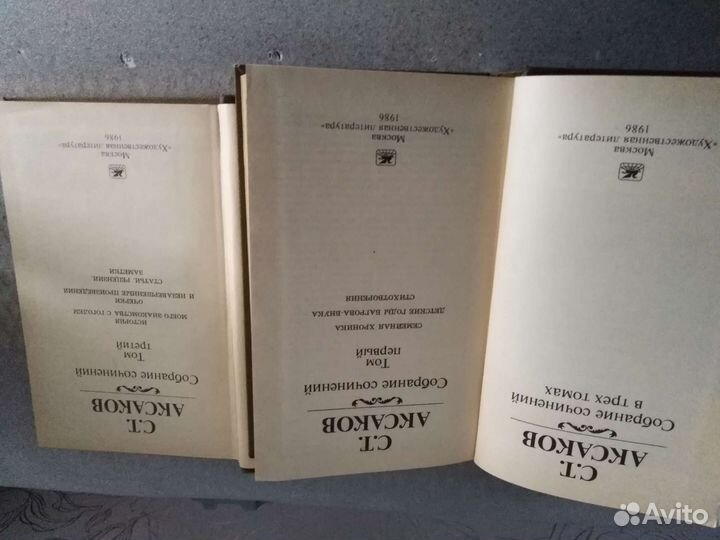 С.Т.
АКСАКОВ
Собрание сочинений
Том
третий
ИСТОРИЯ
МОЕГО ЗНАКОМСТВА С ГОГОЛЕМ
ОЧЕРКИ
И НЕЗАВЕРШЕННЫЕ ПРОИЗВЕДЕНИЯ
СТАТЬИ, РЕЦЕНЗИИ,
ЗАМЕТКИ
Москва
«Художественная литература»
1986
С.Т.
АКСАКОВ
Собрание сочинений
Том
первый
СЕМЕЙНАЯ ХРОНИКА
ДЕТСКИЕ ГОДЫ БАГРОВА-ВНУКА
СТИХОТВОРЕНИЯ
Москва
«Художественная литература»
1986
С.Т.
АКСАКОВ
Собрание сочинений
В ТРЕХ ТОМАХ
Москва
«Художественная литература»
1986
Avito